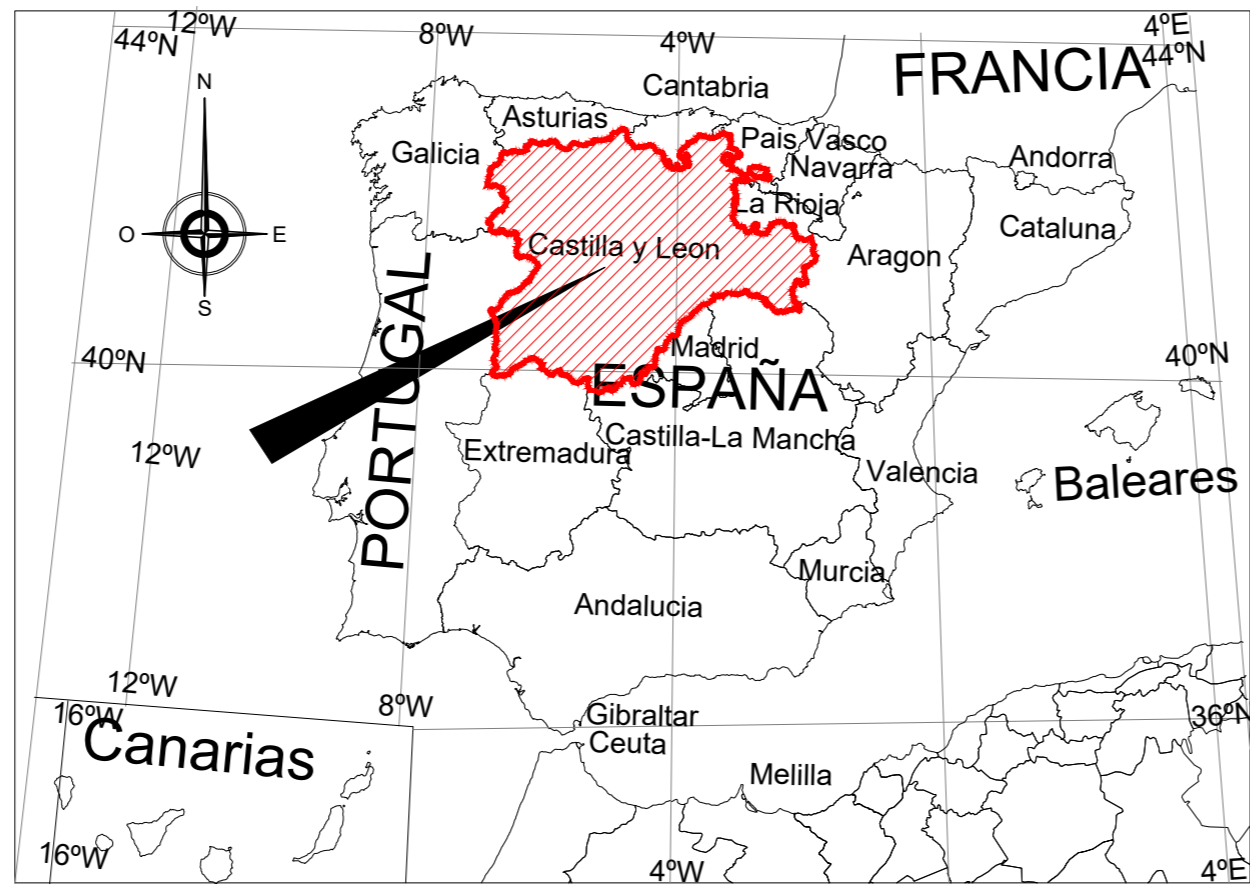 12ºW
8ºW
4ºW
4ºE
44ºN
44ºN
FRANCIA
N
O
E
S
Cantabria
Asturias
Pais Vasco
Galicia
Navarra
Andorra
La Rioja
Cataluna
Castilla y Leon
Aragon
PORTUGAL
Madrid
40ºN
40ºN
ESPAÑA
12ºW
Extremadura
Castilla-La Mancha
Valencia
Baleares
Murcia
Andalucia
12ºW
8ºW
16ºW
Canarias
Gibraltar
Ceuta
36ºN
Melilla
16ºW
4ºW
4ºE